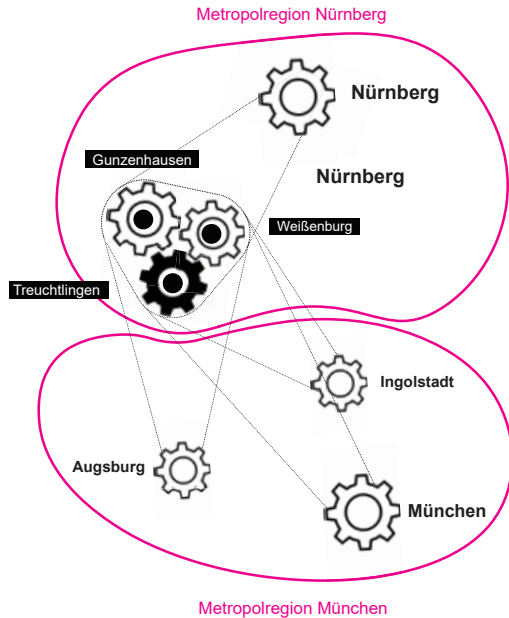 Metropolregion Nürnberg
Nürnberg
Gunzenhausen
Nürnberg
Weißenburg
Treuchtlingen
Ingolstadt
Augsburg
München
Metropolregion München